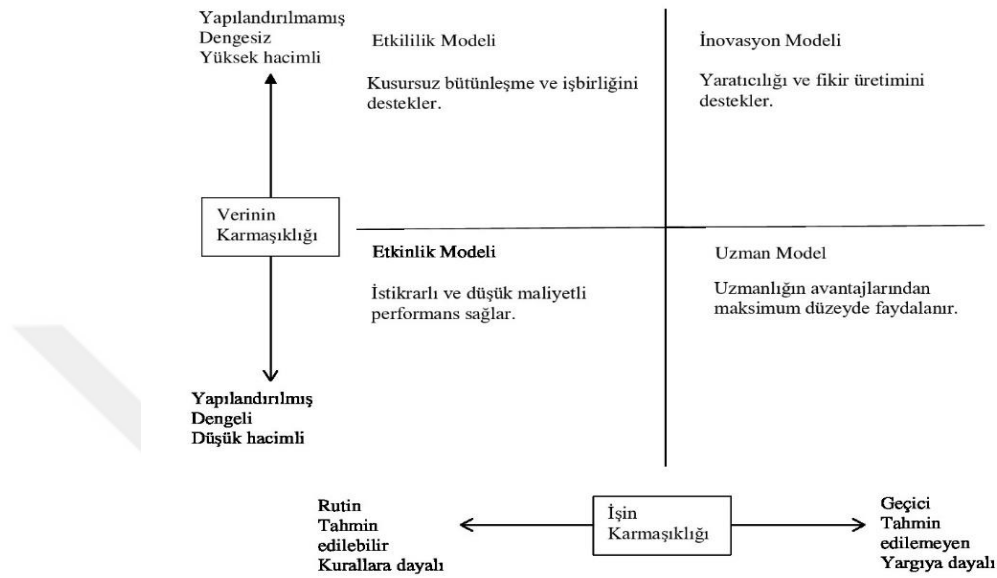 Yapılandırılmamış
Dengesiz
Yüksek hacimli
Etkililik Modeli
Kusursuz bütünleşme ve işbirliğini
destekler.
İnovasyon Modeli
Yaratıcılığı ve fikir üretimini
destekler.
Verinin
Karmaşıklığı
Etkinlik Modeli
İstikrarlı ve düşük maliyetli
performans sağlar.
Uzman Model
Uzmanlığın avantajlarından
maksimum düzeyde faydalanır.
Yapılandırılmış
Dengeli
Düşük hacimli
Rutin
Tahmin
edilebilir
Kurallara dayalı
İşin
Karmaşıklığı
Geçici
Tahmin
edilemeyen
Yargıya dayalı